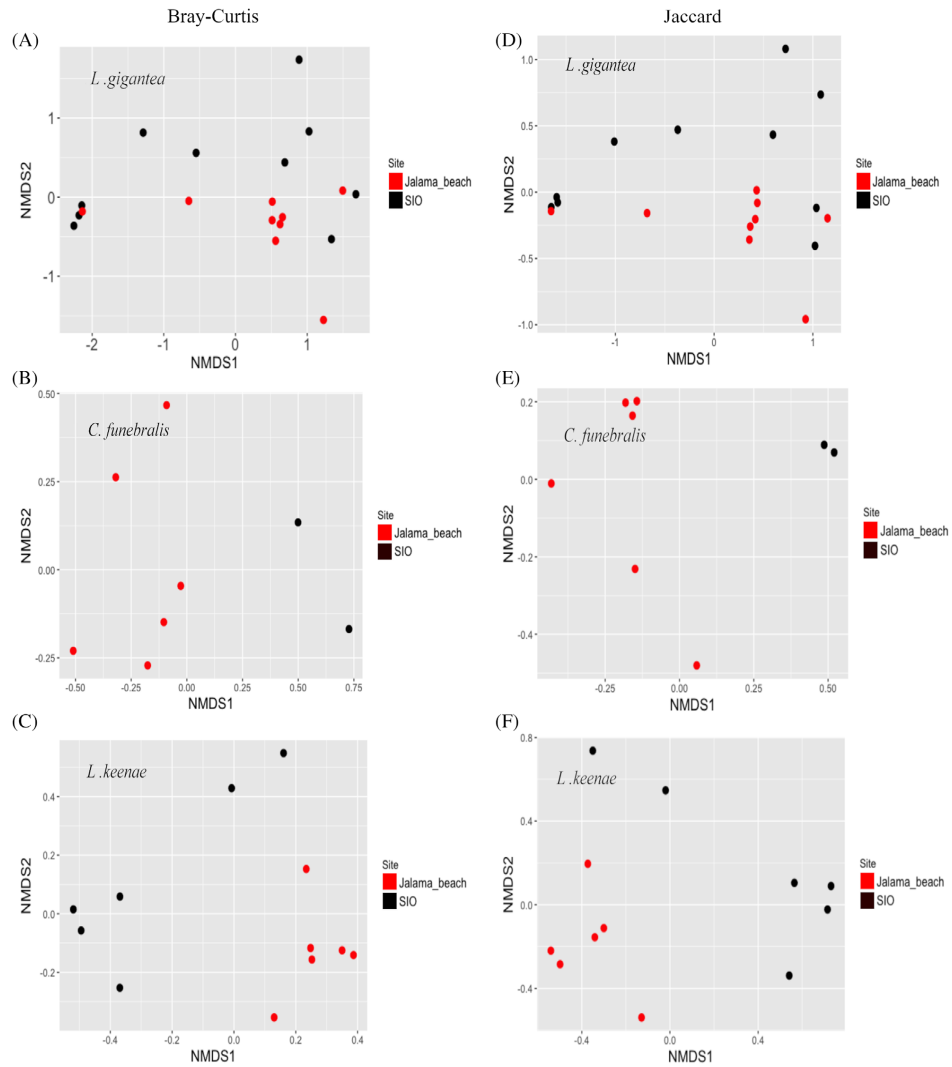 Bray-Curtis
Jaccard
(A)
L .gigantea
1
0
-1
-2
-1
0
1
NMDS2
NMDS1
Site
Jalama_beach
SIO
(D)
L .gigantea
1.0
0.5
0.0
-0.5
-1.0
-1
0
1
NMDS2
NMDS1
Site
Jalama_beach
SIO
(B)
C. funebralis
0.50
0.25
0.00
-0.25
-0.50
-0.25
0.00
0.25
0.50
0.75
NMDS2
NMDS1
Site
Jalama_beach
SIO
(E)
C. funebralis
0.2
0.0
-0.2
-0.4
-0.25
0.00
0.25
0.50
NMDS2
NMDS1
Site
Jalama_beach
SIO
(C)
L .keenae
0.4
0.2
0.0
-0.2
-0.4
-0.2
0.0
0.2
0.4
NMDS2
NMDS1
Site
Jalama_beach
SIO
(F)
L .keenae
0.8
0.4
0.0
-0.4
-0.4
0.0
0.4
NMDS2
NMDS1
Site
Jalama_beach
SIO